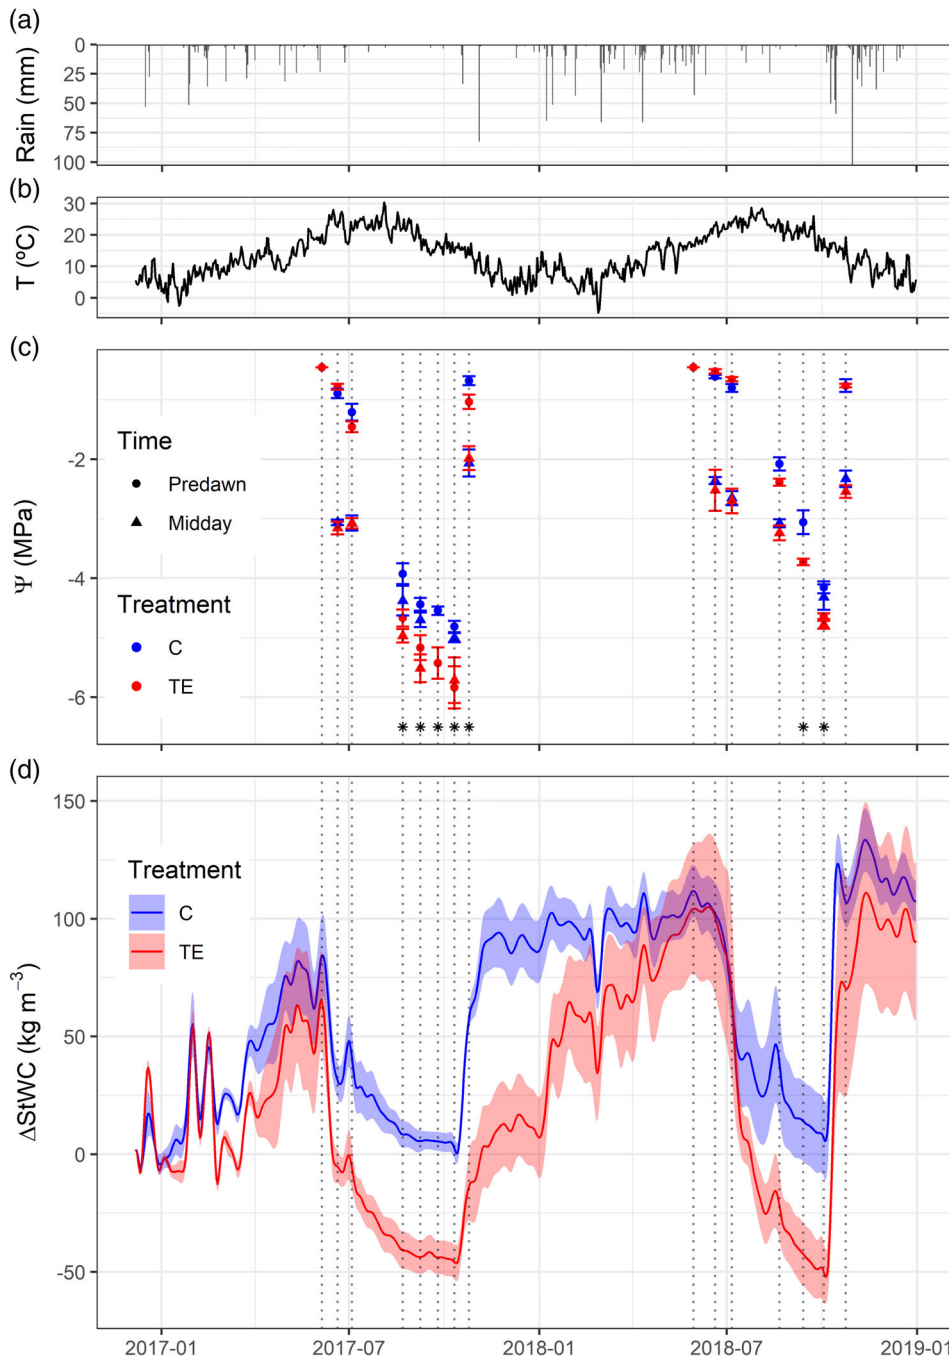 (a)
Rain (mm)
0
25
50
75
100
(b)
T (ºC)
30
20
10
0
(c)
Ψ (MPa)
-2
-4
-6
Time
Predawn
Midday
Treatment
C
TE
* * * * * * *
(d)
ΔStWC (kg m⁻³)
150
100
50
0
-50
Treatment
C
TE
2017-01 2017-07 2018-01 2018-07 2019-01